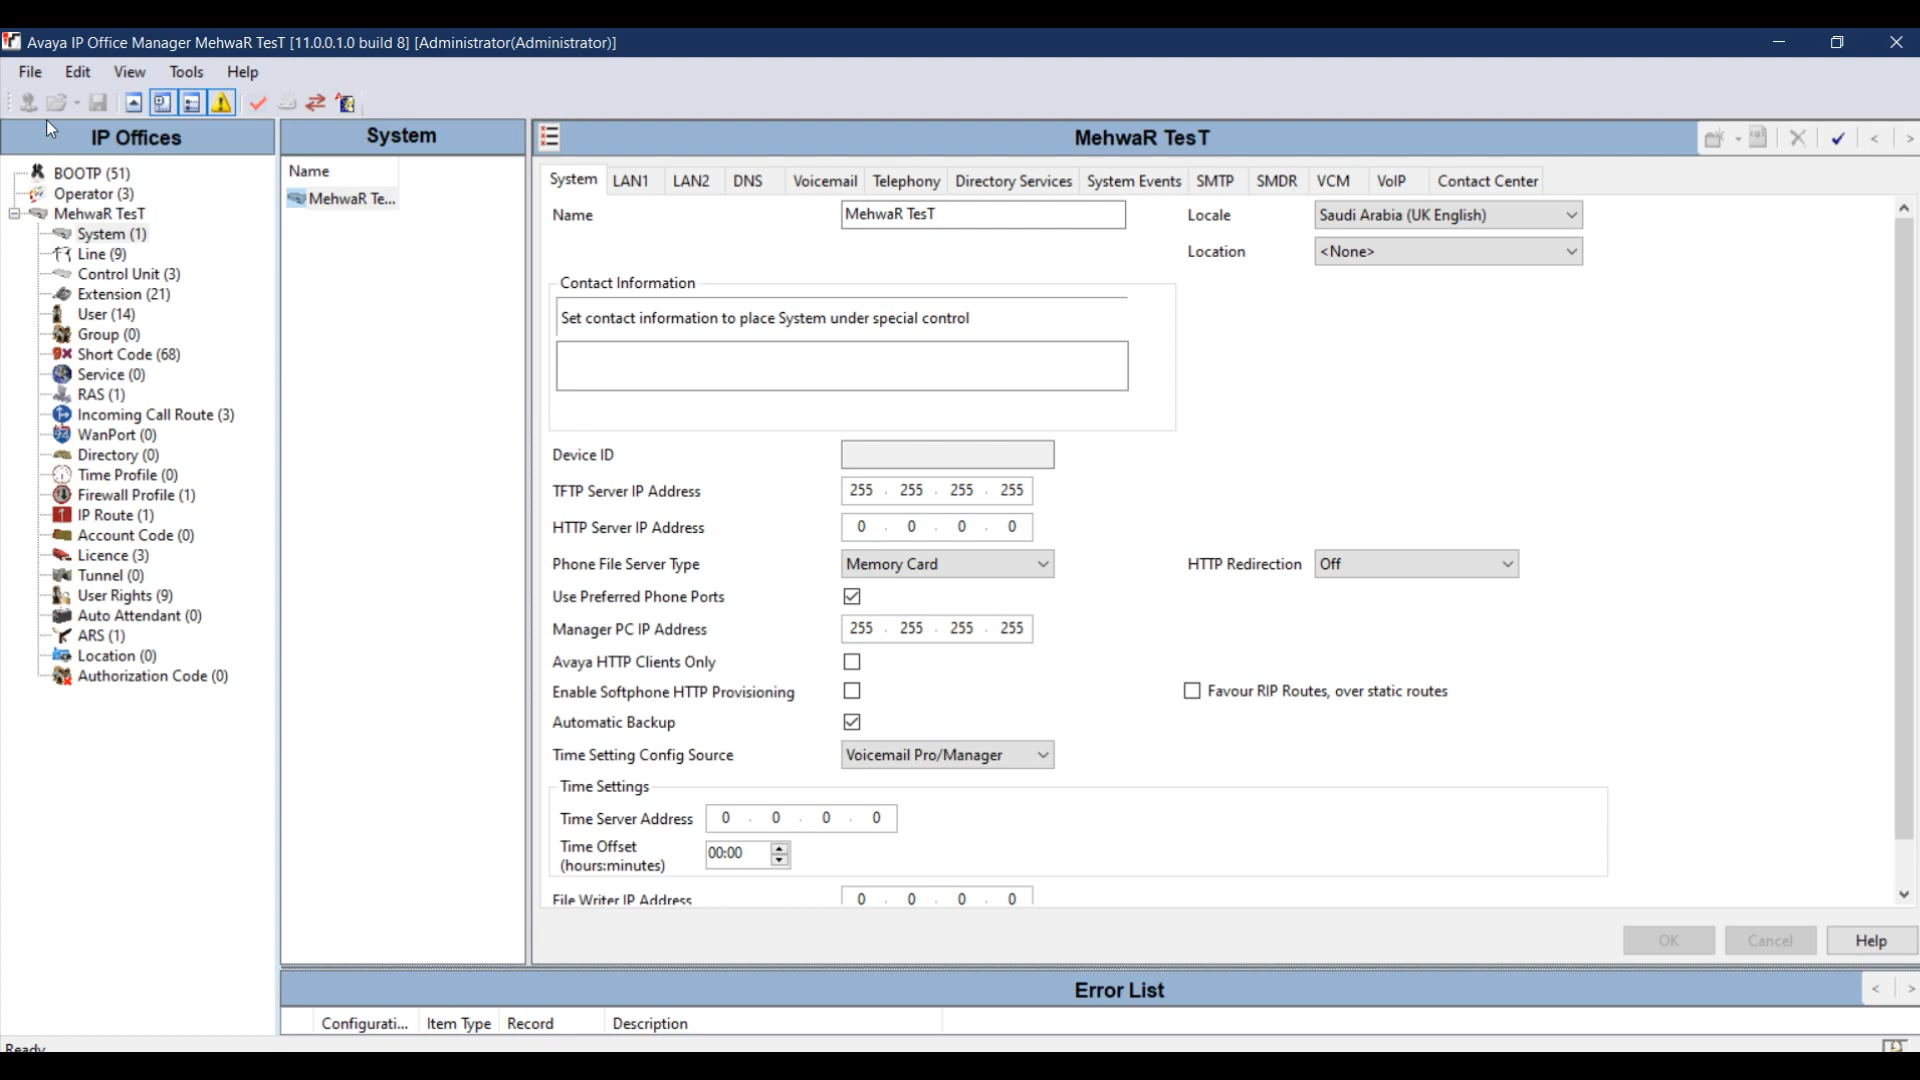 Avaya IP Office Manager MehwaR TesT [11.0.0.1.0 build 8] [Administrator(Administrator)]
File Edit View Tools Help
IP Offices
BOOTP (51)
Operator (3)
MehwaR TesT
System (1)
Line (9)
Control Unit (3)
Extension (21)
User (14)
Group (0)
Short Code (68)
Service (0)
RAS (1)
Incoming Call Route (3)
WanPort (0)
Directory (0)
Time Profile (0)
Firewall Profile (1)
IP Route (1)
Account Code (0)
Licence (3)
Tunnel (0)
User Rights (9)
Auto Attendant (0)
ARS (1)
Location (0)
Authorization Code (0)
System
Name
MehwaR Te...
MehwaR TesT
System LAN1 LAN2 DNS Voicemail Telephony Directory Services System Events SMTP SMDR VCM VoIP Contact Center
Name MehwaR TesT Locale Saudi Arabia (UK English)
Location <None>
Contact Information
Set contact information to place System under special control
Device ID
TFTP Server IP Address 255 . 255 . 255 . 255
HTTP Server IP Address 0 . 0 . 0 . 0
Phone File Server Type Memory Card HTTP Redirection Off
Use Preferred Phone Ports
Manager PC IP Address 255 . 255 . 255 . 255
Avaya HTTP Clients Only
Enable Softphone HTTP Provisioning Favour RIP Routes, over static routes
Automatic Backup
Time Setting Config Source Voicemail Pro/Manager
Time Settings
Time Server Address 0 . 0 . 0 . 0
Time Offset 00:00
(hours:minutes)
File Writer IP Address 0 . 0 . 0 . 0
OK Cancel Help
Error List
Configurati... Item Type Record Description
Ready